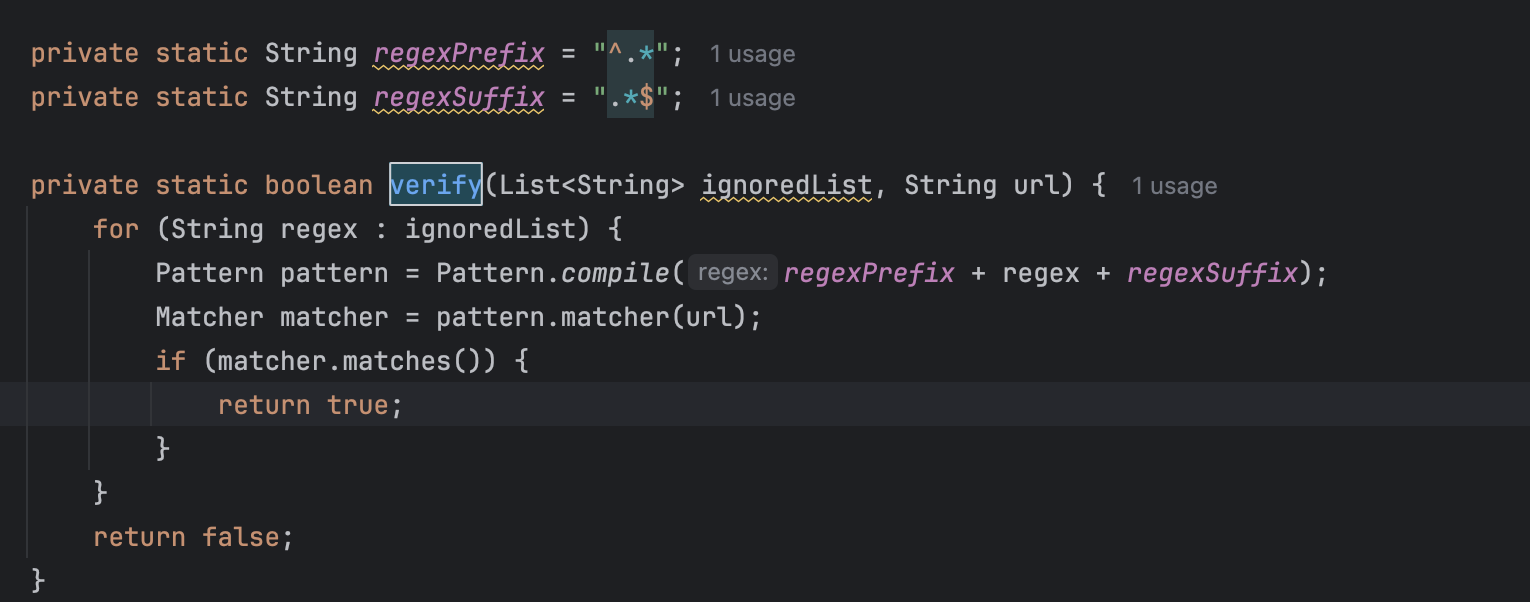 private static String regexPrefix = "^.*"; 1 usage
private static String regexSuffix = ".*$"; 1 usage
private static boolean verify(List<String> ignoredList, String url) { 1 usage
for (String regex : ignoredList) {
Pattern pattern = Pattern.compile( regex: regexPrefix + regex + regexSuffix);
Matcher matcher = pattern.matcher(url);
if (matcher.matches()) {
return true;
}
}
return false;
}